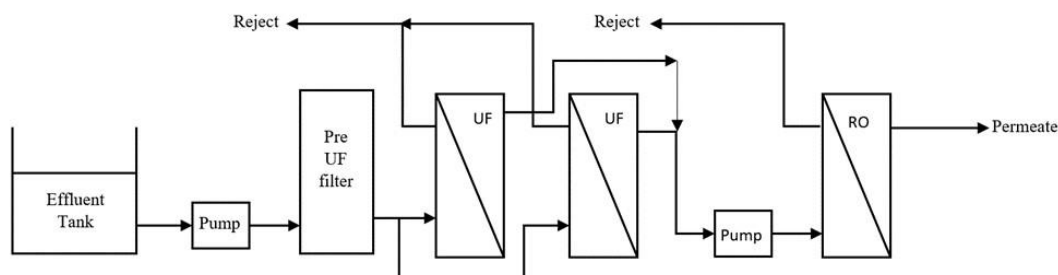 Reject
Reject
UF
UF
RO
Permeate
Pre
UF
filter
Effluent
Tank
Pump
Pump